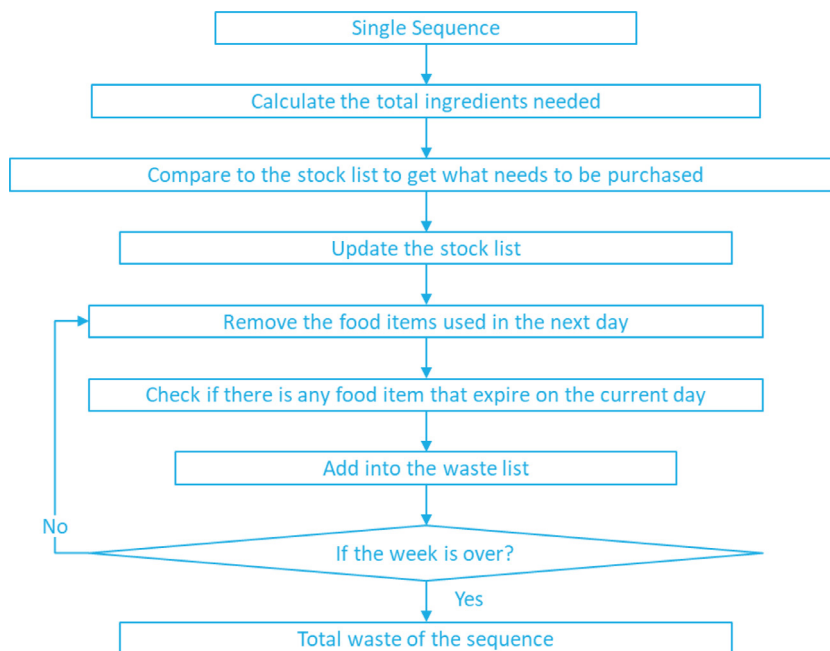 Single Sequence
Calculate the total ingredients needed
Compare to the stock list to get what needs to be purchased
Update the stock list
Remove the food items used in the next day
Check if there is any food item that expire on the current day
Add into the waste list
No
If the week is over?
Yes
Total waste of the sequence